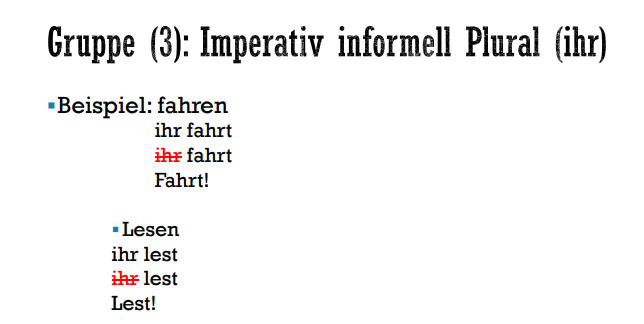 Gruppe (3): Imperativ informell Plural (ihr)
▪Beispiel: fahren
ihr fahrt
ihr fahrt
Fahrt!
▪Lesen
ihr lest
ihr lest
Lest!